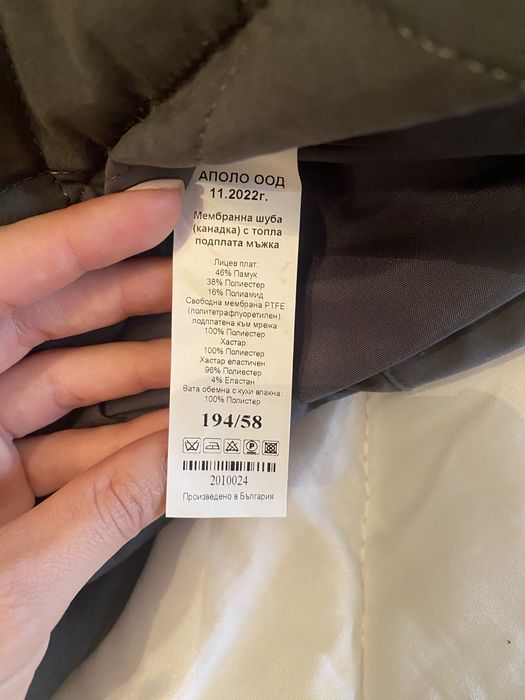 АПОЛО ООД
11.2022г.
Мембранна шуба
(канадка) с топла
подплата мъжка
Лицев плат:
46% Памук
38% Полиестер
16% Полиамид
Свободна мембрана PTFE
(политетрафлуоретилен),
подплатена към мрежа
100% Полиестер
Хастар:
100% Полиестер
Хастар еластичен:
96% Полиестер
4% Еластан
Вата обемна с кухи влакна:
100% Полистер
194/58
P
2010024
Произведено в България